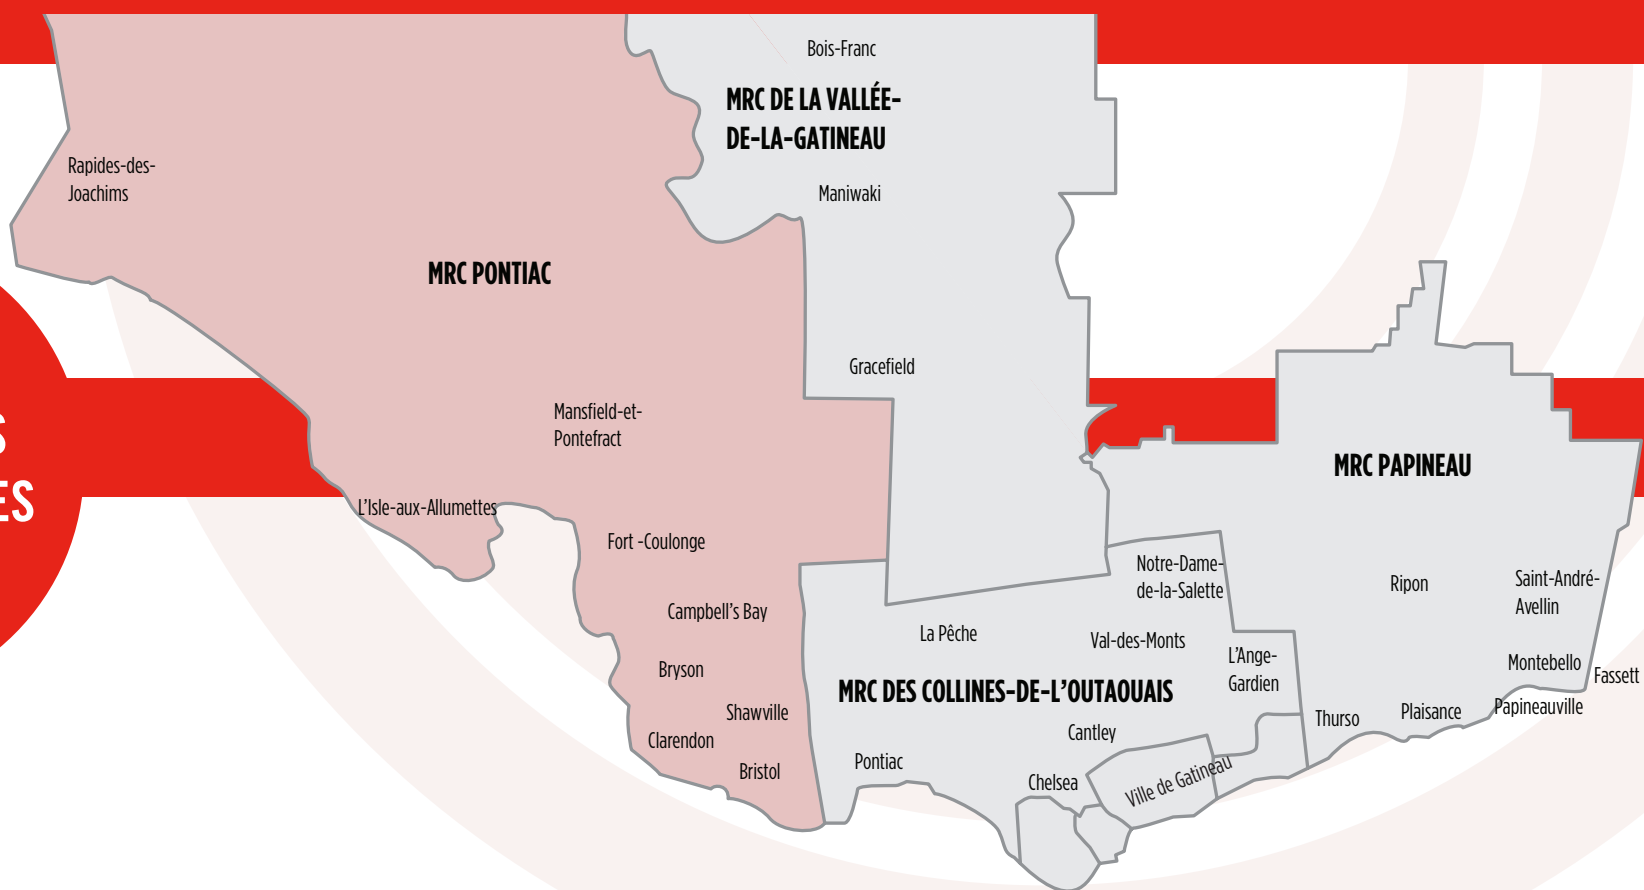 Bois-Franc
MRC DE LA VALLÉE-
DE-LA-GATINEAU
Rapides-des-
Joachims
Maniwaki
MRC PONTIAC
Gracefield
Mansfield-et-
Pontefract
S
ES
MRC PAPINEAU
L'Isle-aux-Allumettes
Fort -Coulonge
Notre-Dame-
de-la-Salette
Ripon
Saint-André-
Avellin
Campbell's Bay
La Pêche
Val-des-Monts
L'Ange-
Gardien
Bryson
Montebello
Fassett
MRC DES COLLINES-DE-L'OUTAOUAIS
Shawville
Thurso
Plaisance
Papineauville
Clarendon
Cantley
Bristol
Pontiac
Chelsea
Ville de Gatineau